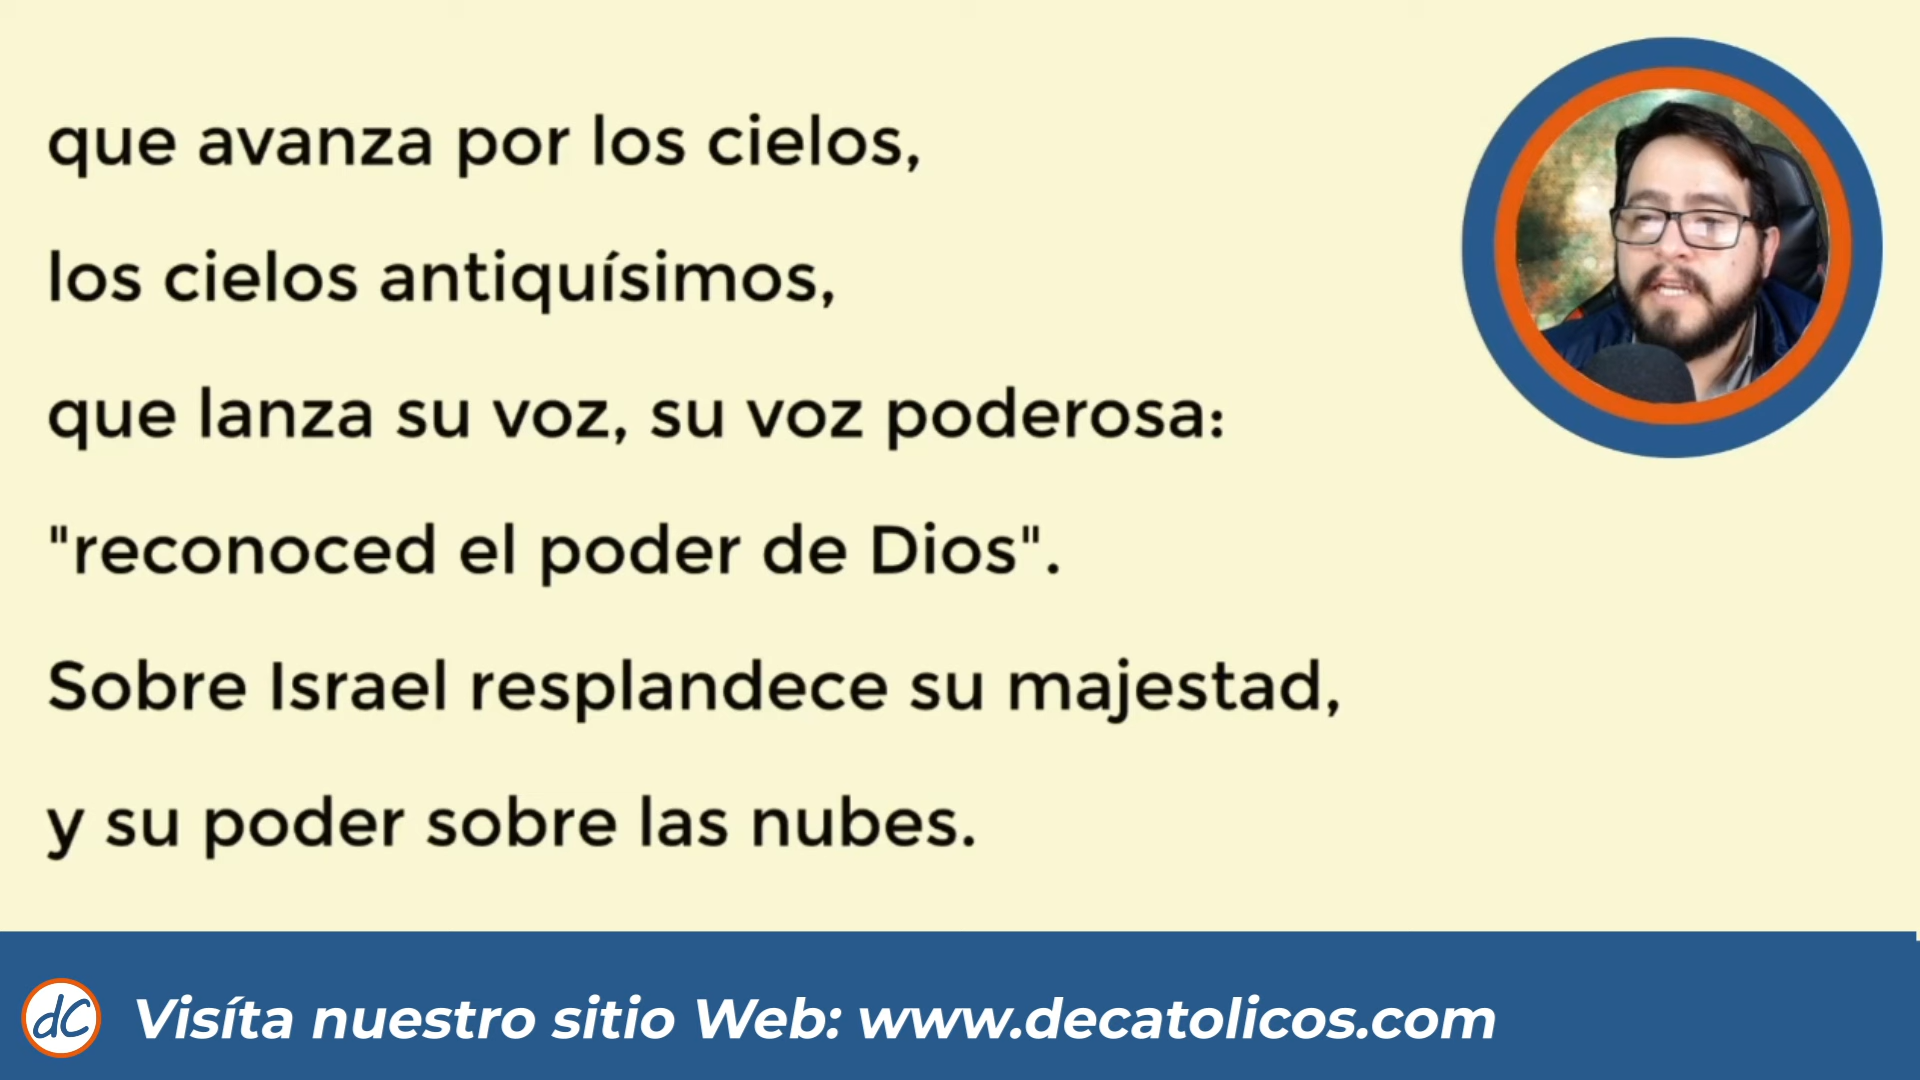 que avanza por los cielos,
los cielos antiquísimos,
que lanza su voz, su voz poderosa:
"reconoced el poder de Dios".
Sobre Israel resplandece su majestad,
y su poder sobre las nubes.
dC Visíta nuestro sitio Web: www.decatolicos.com